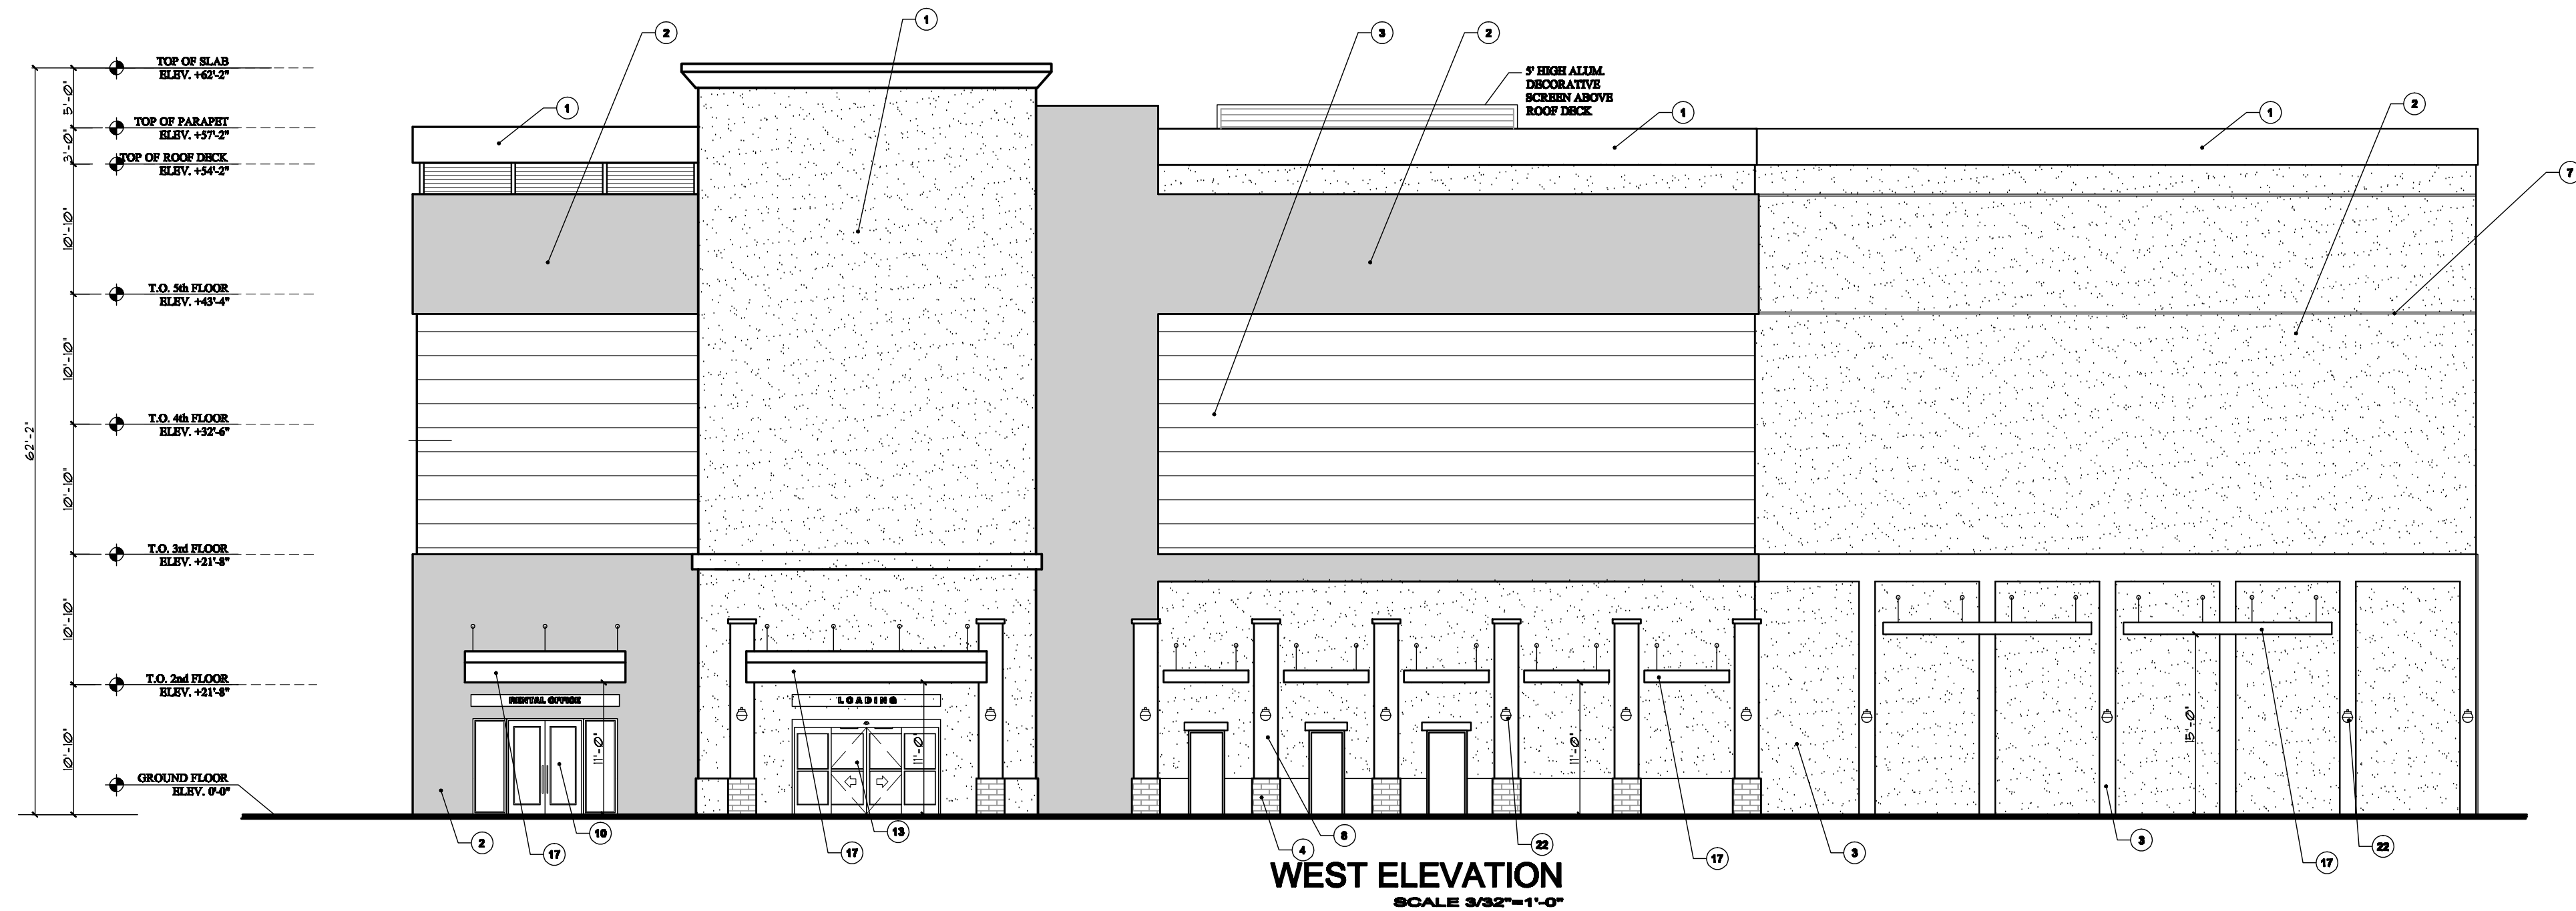 2
1
3
2
5' HIGH ALUM.
DECORATIVE
SCREEN ABOVE
ROOF DECK
1
1
1
2
7
TOP OF SLAB
ELEV. +62'-2"
5'-0"
TOP OF PARAPET
ELEV. +57'-2"
3'-0"
TOP OF ROOF DECK
ELEV. +54'-2"
10'-10"
T.O. 5th FLOOR
ELEV. +43'-4"
10'-10"
T.O. 4th FLOOR
ELEV. +32'-6"
62'-2"
10'-10"
T.O. 3rd FLOOR
ELEV. +21'-8"
10'-10"
T.O. 2nd FLOOR
ELEV. +21'-8"
10'-10"
GROUND FLOOR
ELEV. 0'-0"
RENTAL OFFICE
LOADING
11'-0"
11'-0"
11'-0"
15'-0"
2
17
10
17
13
4
8
22
17
3
3
17
22
WEST ELEVATION
SCALE 3/32"=1'-0"